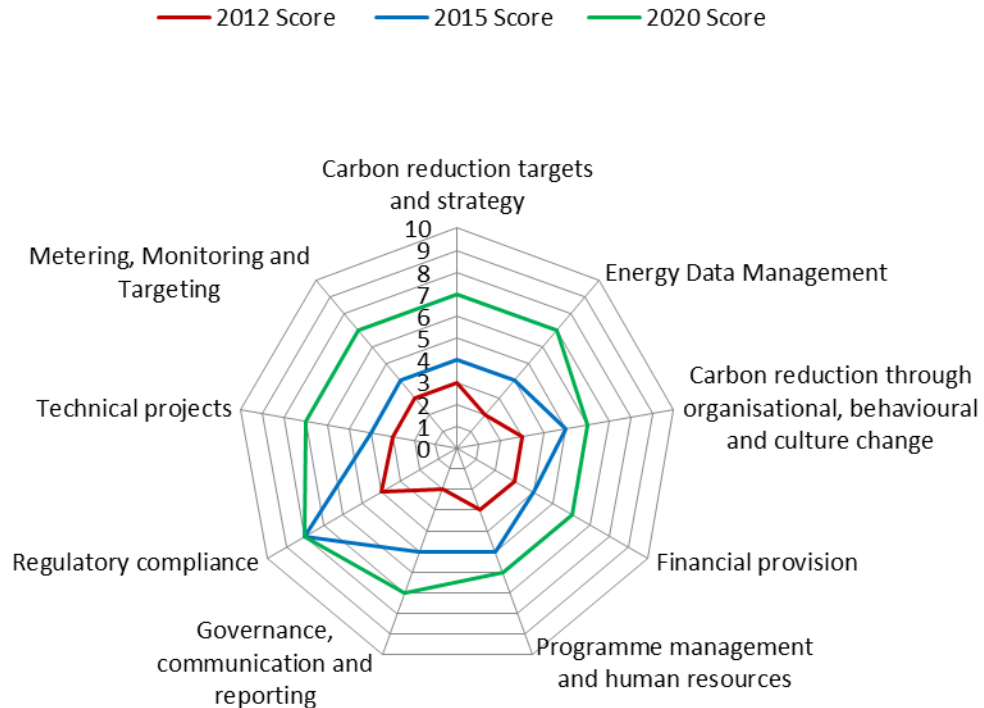 2012 Score 2015 Score 2020 Score
Carbon reduction targets
and strategy
10
9
8
7
6
5
4
3
2
1
0
Energy Data Management
Carbon reduction through
organisational, behavioural
and culture change
Financial provision
Programme management
and human resources
Governance,
communication and
reporting
Regulatory compliance
Technical projects
Metering, Monitoring and
Targeting